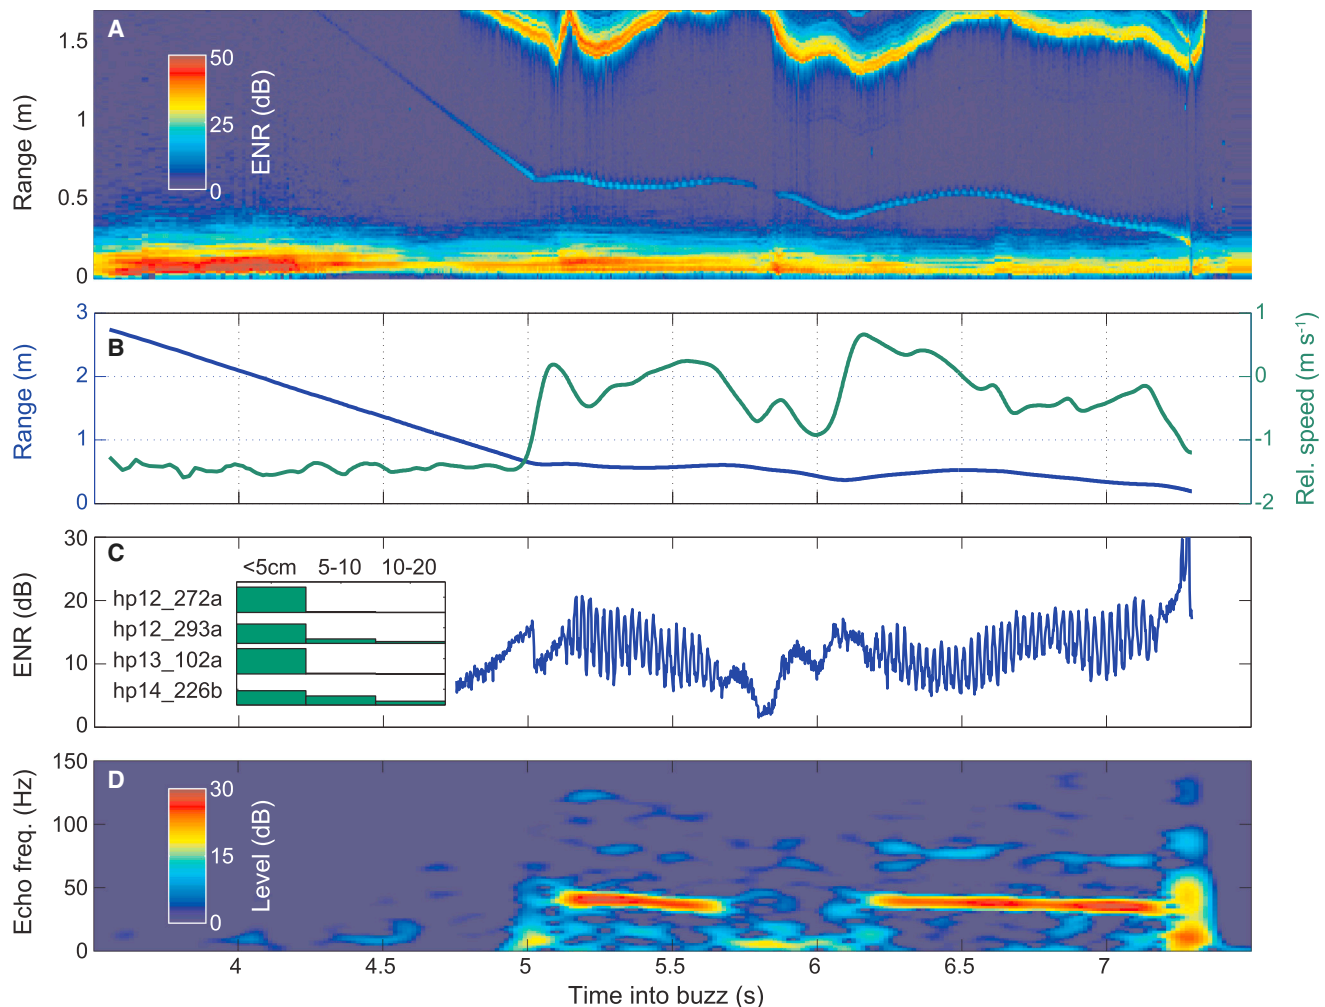 A
Range (m)
1.5
1
0.5
0
50
25
0
ENR (dB)
B
Range (m)
3
2
1
0
1
0
-1
-2
Rel. speed (m s⁻¹)
C
ENR (dB)
30
20
10
0
<5cm 5-10 10-20
hp12_272a
hp12_293a
hp13_102a
hp14_226b
D
Echo freq. (Hz)
150
100
50
0
30
15
0
Level (dB)
4 4.5 5 5.5 6 6.5 7
Time into buzz (s)